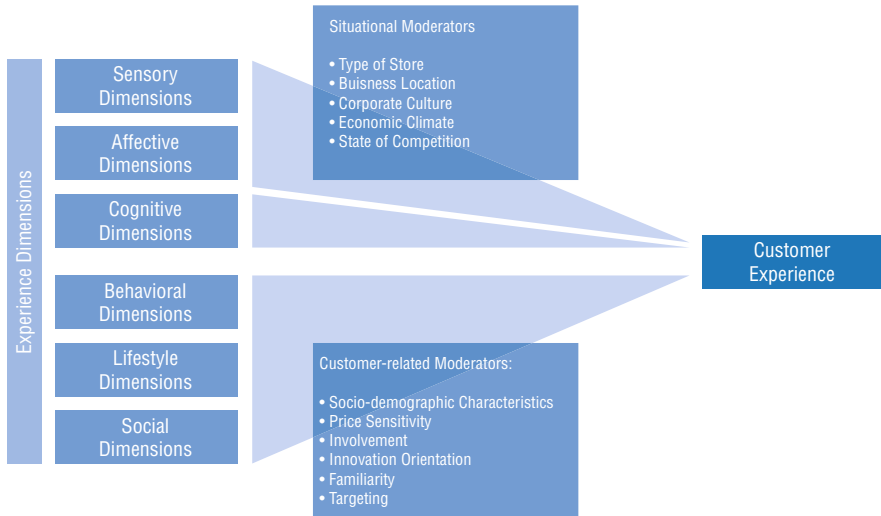 Experience Dimensions
Sensory
Dimensions
Affective
Dimensions
Cognitive
Dimensions
Behavioral
Dimensions
Lifestyle
Dimensions
Social
Dimensions
Situational Moderators
• Type of Store
• Buisness Location
• Corporate Culture
• Economic Climate
• State of Competition
Customer-related Moderators:
• Socio-demographic Characteristics
• Price Sensitivity
• Involvement
• Innovation Orientation
• Familiarity
• Targeting
Customer
Experience